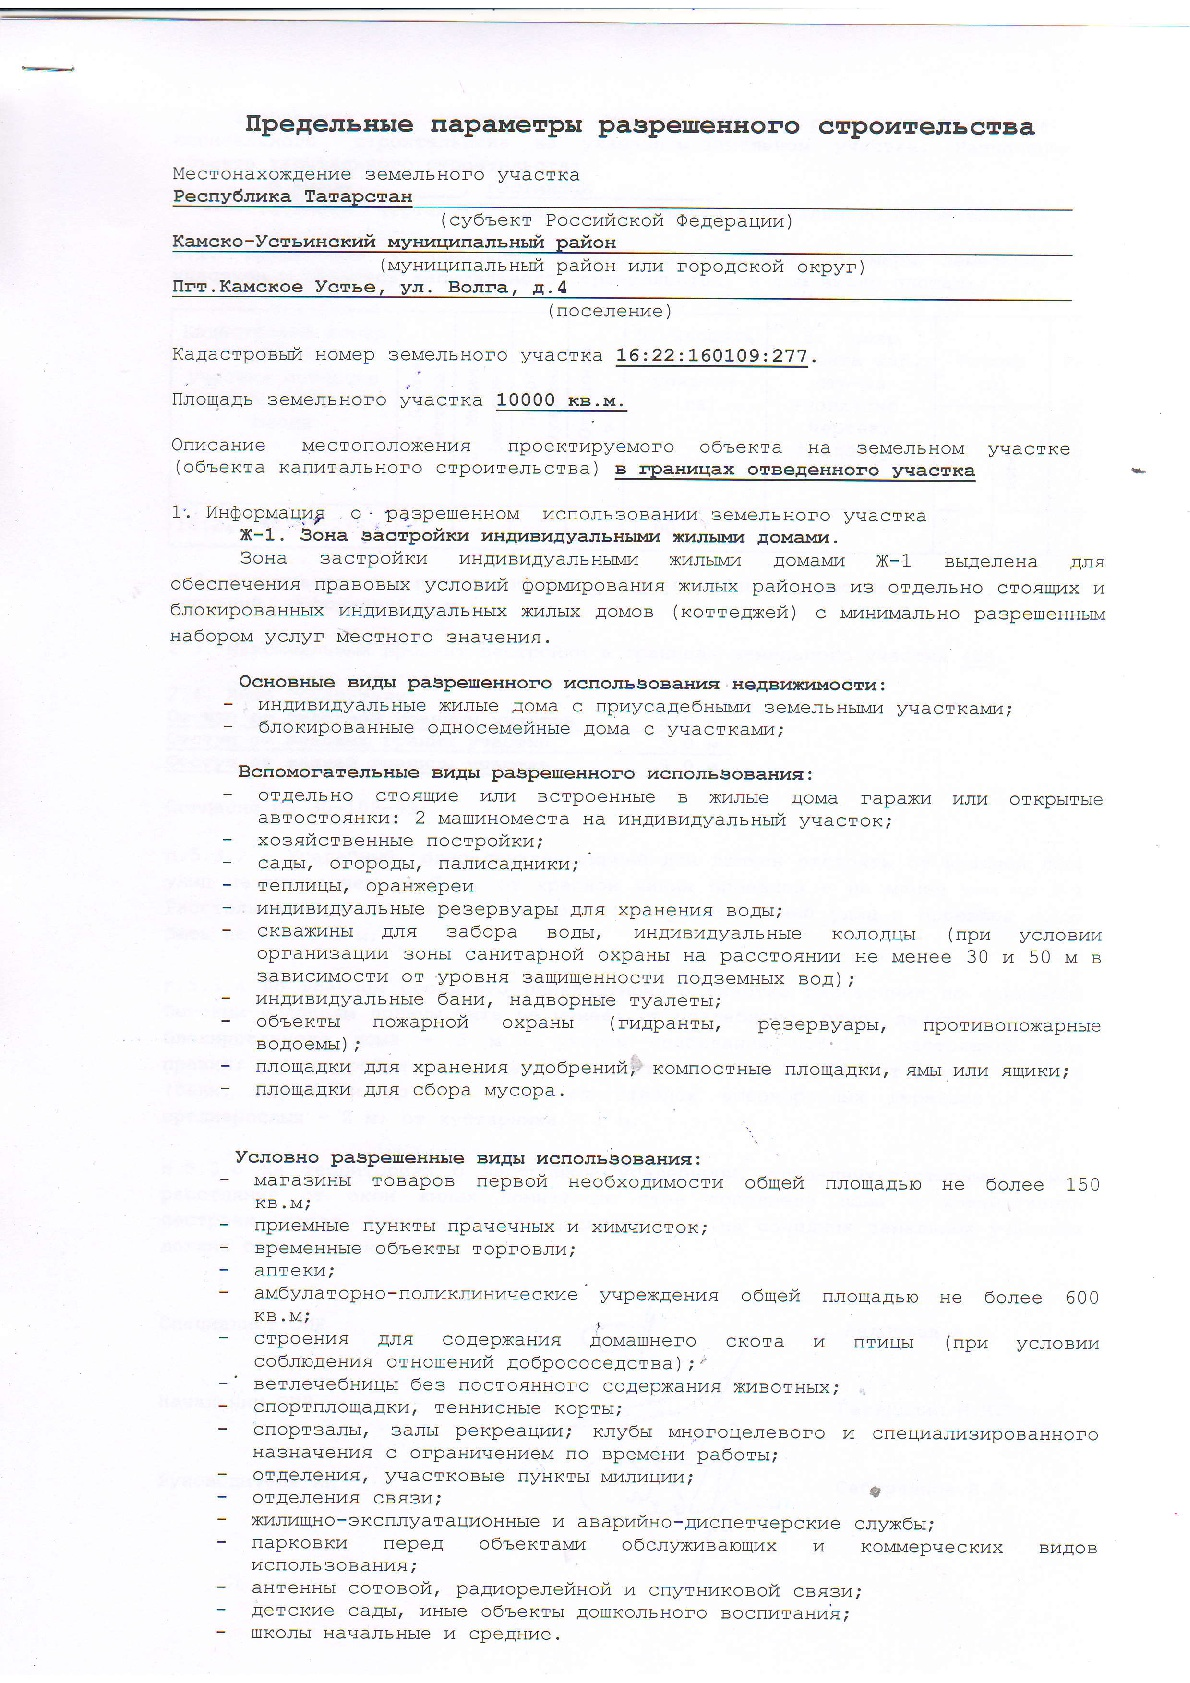 Предельные параметры разрешенного строительства
Местонахождение земельного участка
Республика Татарстан
(субъект Российской Федерации)
Камско-Устьинский муниципальный район
(муниципальный район или городской округ)
Пгт.Камское Устье, ул. Волга, д.4
(поселение)
Кадастровый номер земельного участка 16:22:160109:277.
Площадь земельного участка 10000 кв.м.
Описание местоположения проектируемого объекта на земельном участке
(объекта капитального строительства) в границах отведенного участка
1. Информация о разрешенном использовании земельного участка
Ж-1. Зона застройки индивидуальными жилыми домами.
Зона застройки индивидуальными жилыми домами Ж-1 выделена для
обеспечения правовых условий формирования жилых районов из отдельно стоящих и
блокированных индивидуальных жилых домов (коттеджей) с минимально разрешенным
набором услуг местного значения.
Основные виды разрешенного использования недвижимости:
- индивидуальные жилые дома с приусадебными земельными участками;
- блокированные односемейные дома с участками;
Вспомогательные виды разрешенного использования:
- отдельно стоящие или встроенные в жилые дома гаражи или открытые
автостоянки: 2 машиноместа на индивидуальный участок;
- хозяйственные постройки;
- сады, огороды, палисадники;
- теплицы, оранжереи
- индивидуальные резервуары для хранения воды;
- скважины для забора воды, индивидуальные колодцы (при условии
организации зоны санитарной охраны на расстоянии не менее 30 и 50 м в
зависимости от уровня защищенности подземных вод);
- индивидуальные бани, надворные туалеты;
- объекты пожарной охраны (гидранты, резервуары, противопожарные
водоемы);
- площадки для хранения удобрений, компостные площадки, ямы или ящики;
- площадки для сбора мусора.
Условно разрешенные виды использования:
- магазины товаров первой необходимости общей площадью не более 150
кв.м;
- приемные пункты прачечных и химчисток;
- временные объекты торговли;
- аптеки;
- амбулаторно-поликлинические учреждения общей площадью не более 600
кв.м;
- строения для содержания домашнего скота и птицы (при условии
соблюдения отношений добрососедства);
- ветлечебницы без постоянного содержания животных;
- спортплощадки, теннисные корты;
- спортзалы, залы рекреации; клубы многоцелевого и специализированного
назначения с ограничением по времени работы;
- отделения, участковые пункты милиции;
- отделения связи;
- жилищно-эксплуатационные и аварийно-диспетчерские службы;
- парковки перед объектами обслуживающих и коммерческих видов
использования;
- антенны сотовой, радиорелейной и спутниковой связи;
- детские сады, иные объекты дошкольного воспитания;
- школы начальные и средние.